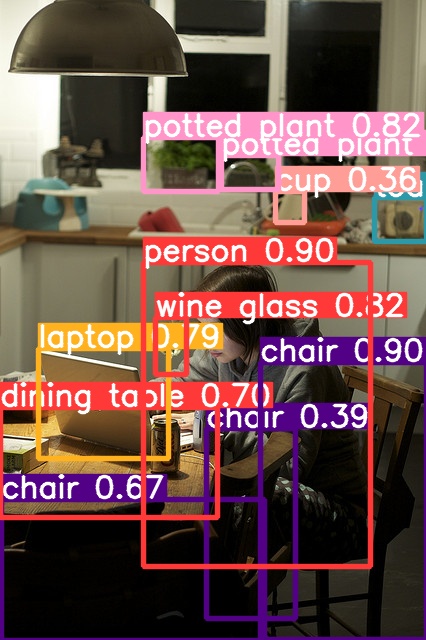 potted plant 0.82
potted plant
cup 0.36
person 0.90
wine glass 0.82
laptop 0.79
chair 0.90
dining table 0.70
chair 0.39
chair 0.67